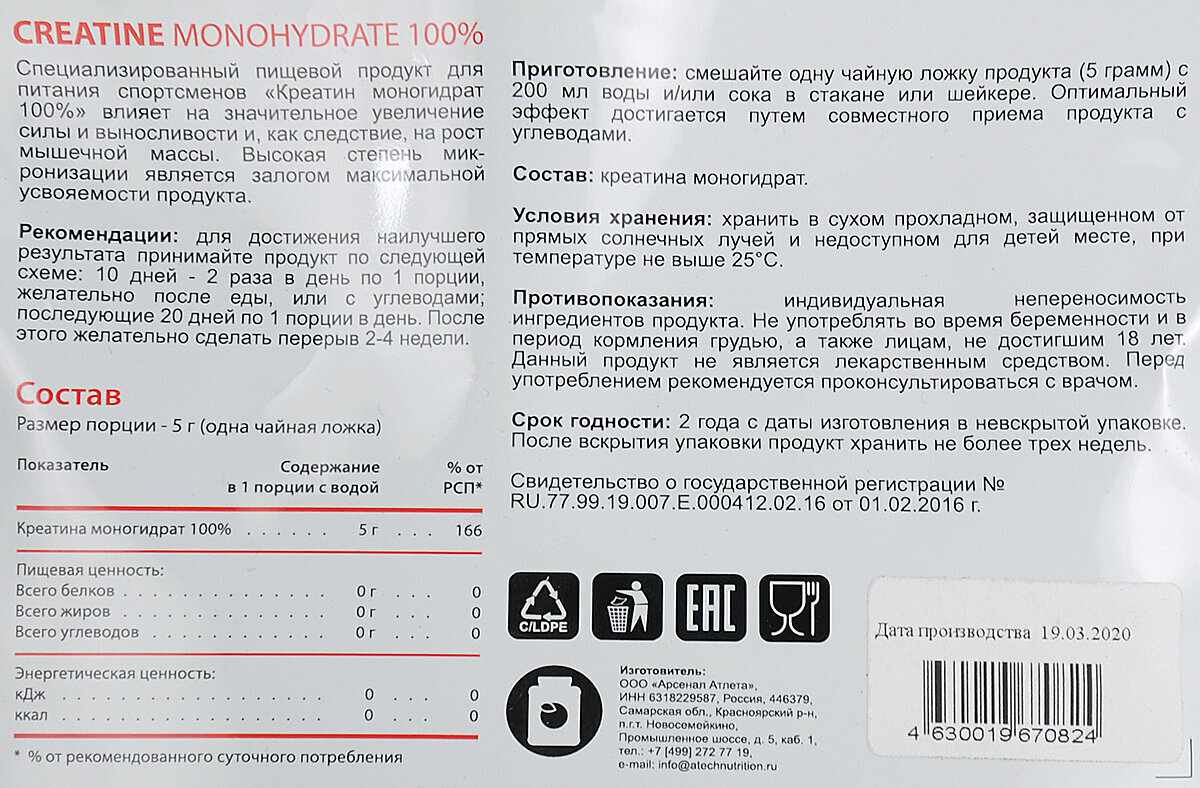 CREATINE MONOHYDRATE 100%
Специализированный пищевой продукт для
питания спортсменов «Креатин моногидрат
100%» влияет на значительное увеличение
силы и выносливости и, как следствие, на рост
мышечной массы. Высокая степень мик-
ронизации является залогом максимальной
усвояемости продукта.
Рекомендации: для достижения наилучшего
результата принимайте продукт по следующей
схеме: 10 дней - 2 раза в день по 1 порции,
желательно после еды, или с углеводами;
последующие 20 дней по 1 порции в день. После
этого желательно сделать перерыв 2-4 недели.
Состав
Размер порции - 5 г (одна чайная ложка)
Показатель Содержание % от
в 1 порции с водой РСП*
Креатина моногидрат 100% . . . . . . 5 г . . . 166
Пищевая ценность:
Всего белков . . . . . . . . . . . . . . . . 0 г . . . 0
Всего жиров . . . . . . . . . . . . . . . . 0 г . . . 0
Всего углеводов . . . . . . . . . . . . . . 0 г . . . 0
Энергетическая ценность:
кДж . . . . . . . . . . . . . . . . . . . . 0 . . . 0
ккал . . . . . . . . . . . . . . . . . . . . 0 . . . 0
* % от рекомендованного суточного потребления
Приготовление: смешайте одну чайную ложку продукта (5 грамм) с
200 мл воды и/или сока в стакане или шейкере. Оптимальный
эффект достигается путем совместного приема продукта с
углеводами.
Состав: креатина моногидрат.
Условия хранения: хранить в сухом прохладном, защищенном от
прямых солнечных лучей и недоступном для детей месте, при
температуре не выше 25°С.
Противопоказания: индивидуальная непереносимость
ингредиентов продукта. Не употреблять во время беременности и в
период кормления грудью, а также лицам, не достигшим 18 лет.
Данный продукт не является лекарственным средством. Перед
употреблением рекомендуется проконсультироваться с врачом.
Срок годности: 2 года с даты изготовления в невскрытой упаковке.
После вскрытия упаковки продукт хранить не более трех недель.
Свидетельство о государственной регистрации №
RU.77.99.19.007.Е.000412.02.16 от 01.02.2016 г.
C/LDPE
EAC
Изготовитель:
ООО «Арсенал Атлета»,
ИНН 6318229587, Россия, 446379,
Самарская обл., Красноярский р-н,
п.г.т. Новосемейкино,
Промышленное шоссе, д. 5, каб. 1,
тел.: +7 [499] 272 77 19,
e-mail: info@atechnutrition.ru
Дата производства 19.03.2020
4 630019 670824